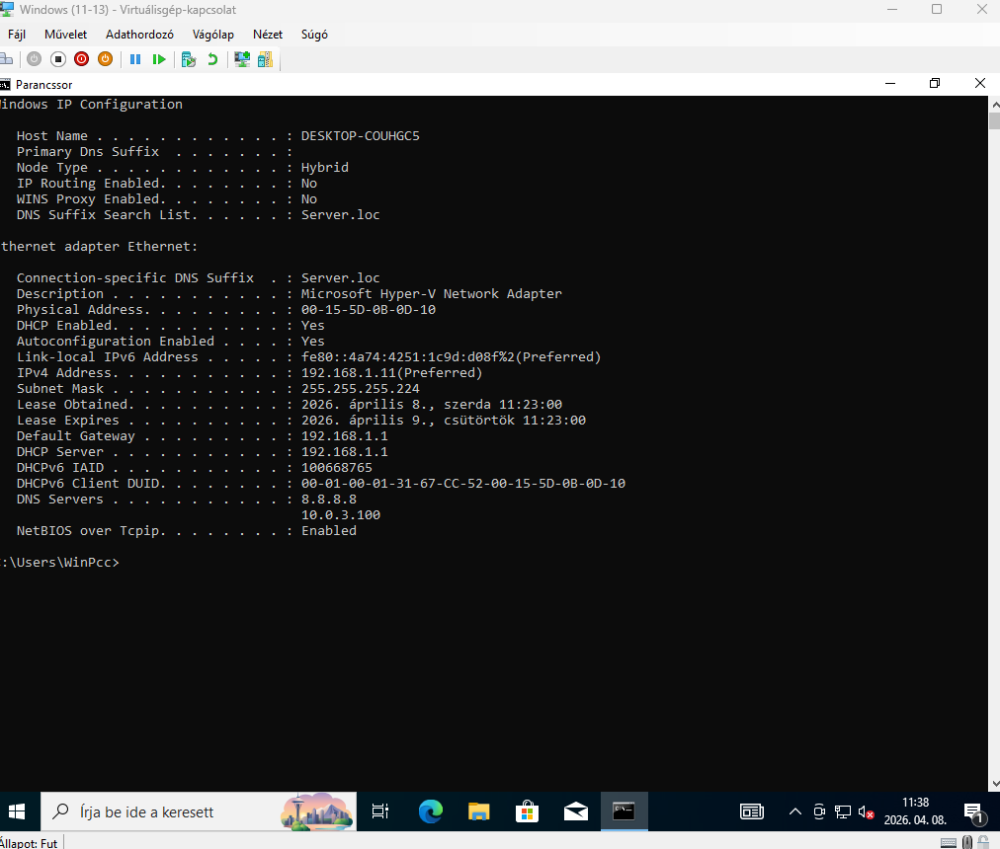 Windows (11-13) - Virtuálisgép-kapcsolat
Fájl Művelet Adathordozó Vágólap Nézet Súgó
Parancssor
indows IP Configuration
Host Name . . . . . . . . . . . . : DESKTOP-COUHGC5
Primary Dns Suffix . . . . . . . :
Node Type . . . . . . . . . . . . : Hybrid
IP Routing Enabled. . . . . . . . : No
WINS Proxy Enabled. . . . . . . . : No
DNS Suffix Search List. . . . . . : Server.loc
thernet adapter Ethernet:
Connection-specific DNS Suffix . : Server.loc
Description . . . . . . . . . . . : Microsoft Hyper-V Network Adapter
Physical Address. . . . . . . . . : 00-15-5D-0B-0D-10
DHCP Enabled. . . . . . . . . . . : Yes
Autoconfiguration Enabled . . . . : Yes
Link-local IPv6 Address . . . . . : fe80::4a74:4251:1c9d:d08f%2(Preferred)
IPv4 Address. . . . . . . . . . . : 192.168.1.11(Preferred)
Subnet Mask . . . . . . . . . . . : 255.255.255.224
Lease Obtained. . . . . . . . . . : 2026. április 8., szerda 11:23:00
Lease Expires . . . . . . . . . . : 2026. április 9., csütörtök 11:23:00
Default Gateway . . . . . . . . . : 192.168.1.1
DHCP Server . . . . . . . . . . . : 192.168.1.1
DHCPv6 IAID . . . . . . . . . . . : 100668765
DHCPv6 Client DUID. . . . . . . . : 00-01-00-01-31-67-CC-52-00-15-5D-0B-0D-10
DNS Servers . . . . . . . . . . . : 8.8.8.8
10.0.3.100
NetBIOS over Tcpip. . . . . . . . : Enabled
:\Users\WinPcc>
Írja be ide a keresett
11:38
2026. 04. 08.
1
Állapot: Fut